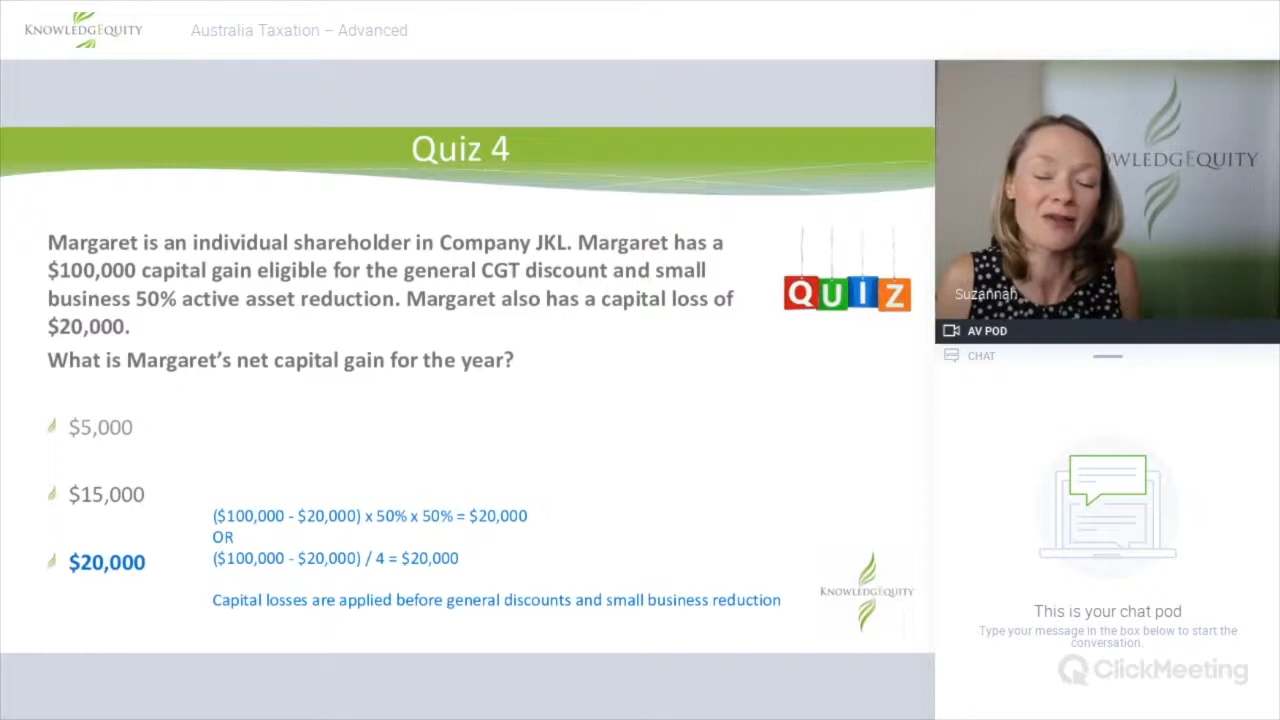 KNOWLEDGEQUITY
Australia Taxation – Advanced
Quiz 4
Margaret is an individual shareholder in Company JKL. Margaret has a
$100,000 capital gain eligible for the general CGT discount and small
business 50% active asset reduction. Margaret also has a capital loss of
$20,000.
What is Margaret’s net capital gain for the year?
QUIZ
$5,000
$15,000
($100,000 - $20,000) x 50% x 50% = $20,000
OR
($100,000 - $20,000) / 4 = $20,000
$20,000
Capital losses are applied before general discounts and small business reduction
KNOWLEDGEQUITY
OWLEDGEQUITY
Suzannah
AV POD
CHAT
This is your chat pod
Type your message in the box below to start the
conversation.
ClickMeeting